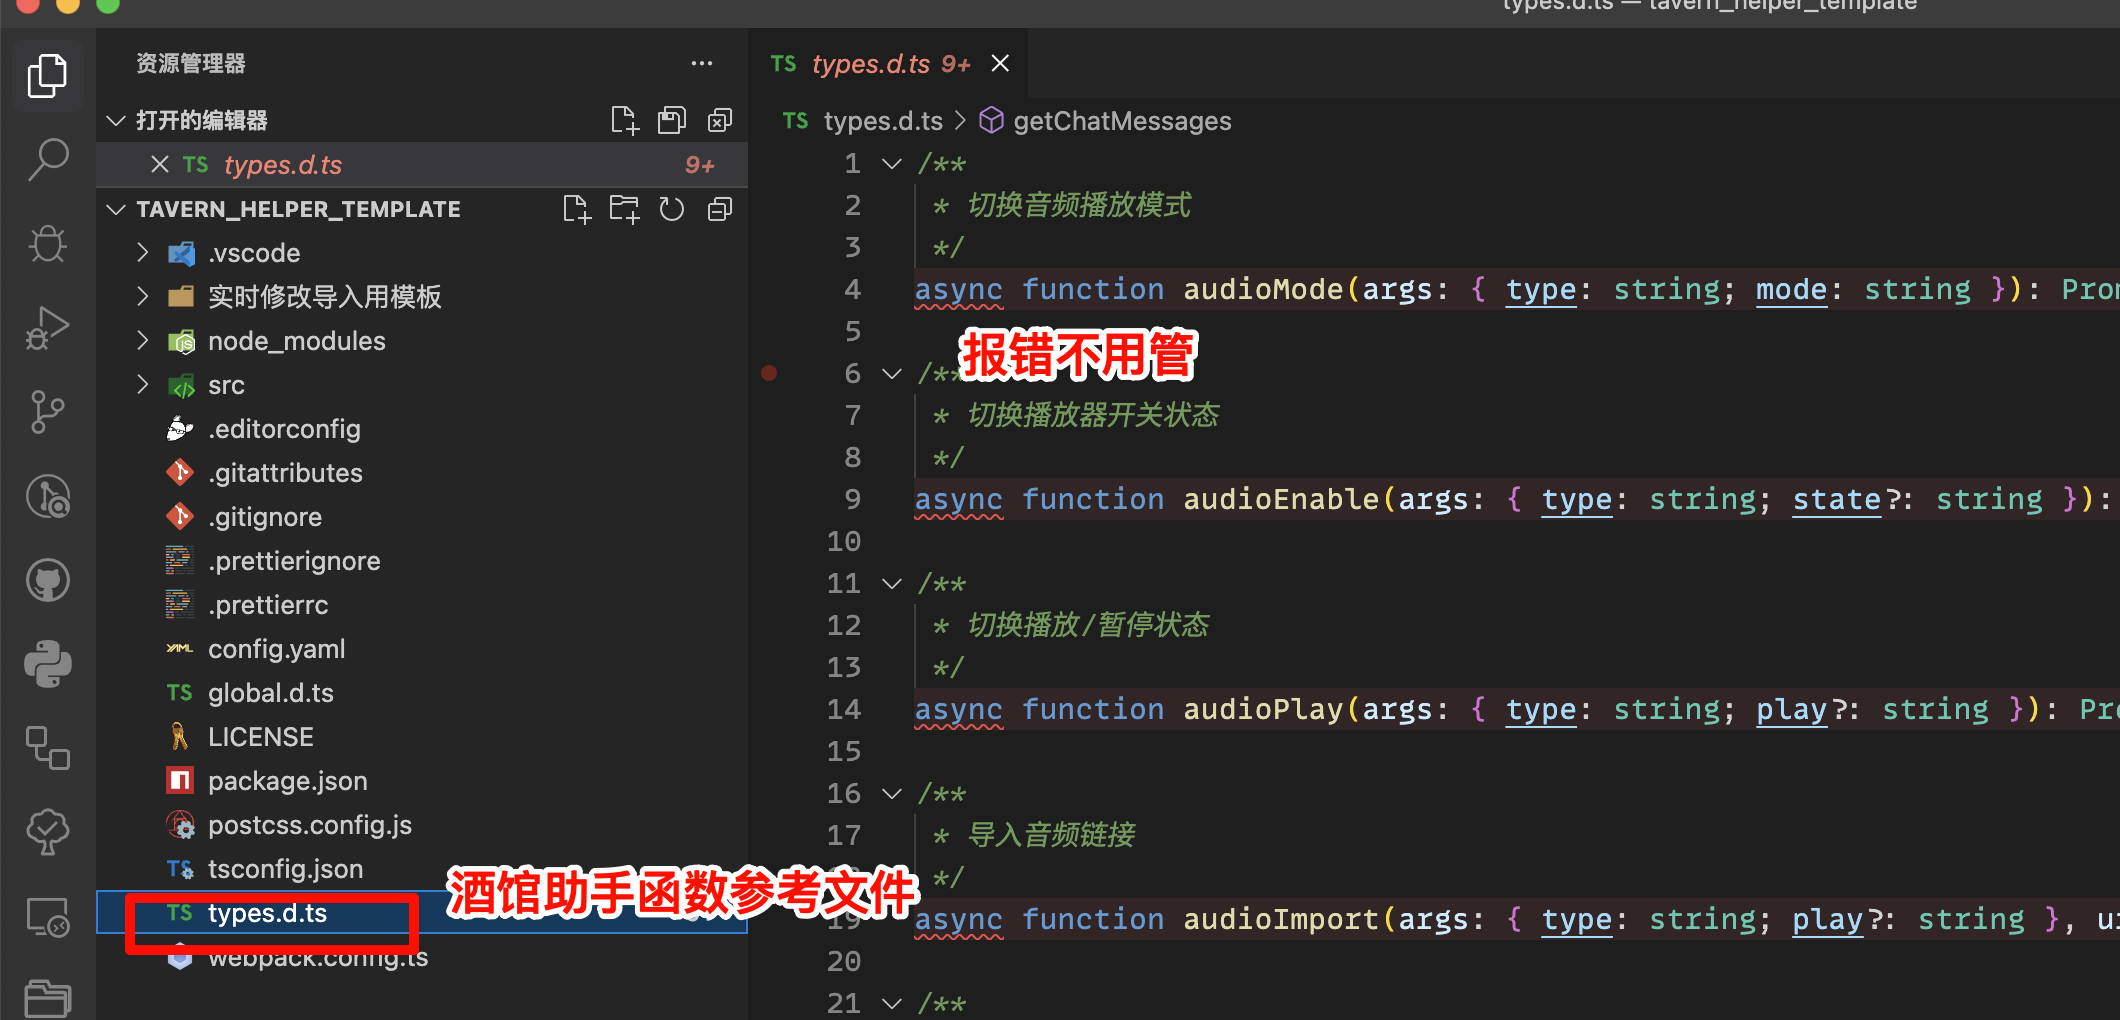 types.d.ts — tavern_helper_template
资源管理器
打开的编辑器
TS types.d.ts 9+
TAVERN_HELPER_TEMPLATE
.vscode
实时修改导入用模板
node_modules
src
.editorconfig
.gitattributes
.gitignore
.prettierignore
.prettierrc
YAML config.yaml
TS global.d.ts
LICENSE
package.json
postcss.config.js
TS tsconfig.json
TS types.d.ts
webpack.config.ts
酒馆助手函数参考文件
TS types.d.ts 9+
TS types.d.ts > getChatMessages
1 /**
2 * 切换音频播放模式
3 */
4 async function audioMode(args: { type: string; mode: string }): Pro
5
报错不用管
6 /**
7 * 切换播放器开关状态
8 */
9 async function audioEnable(args: { type: string; state?: string }):
10
11 /**
12 * 切换播放/暂停状态
13 */
14 async function audioPlay(args: { type: string; play?: string }): Pr
15
16 /**
17 * 导入音频链接
*/
19 async function audioImport(args: { type: string; play?: string }, u
20
21 /**